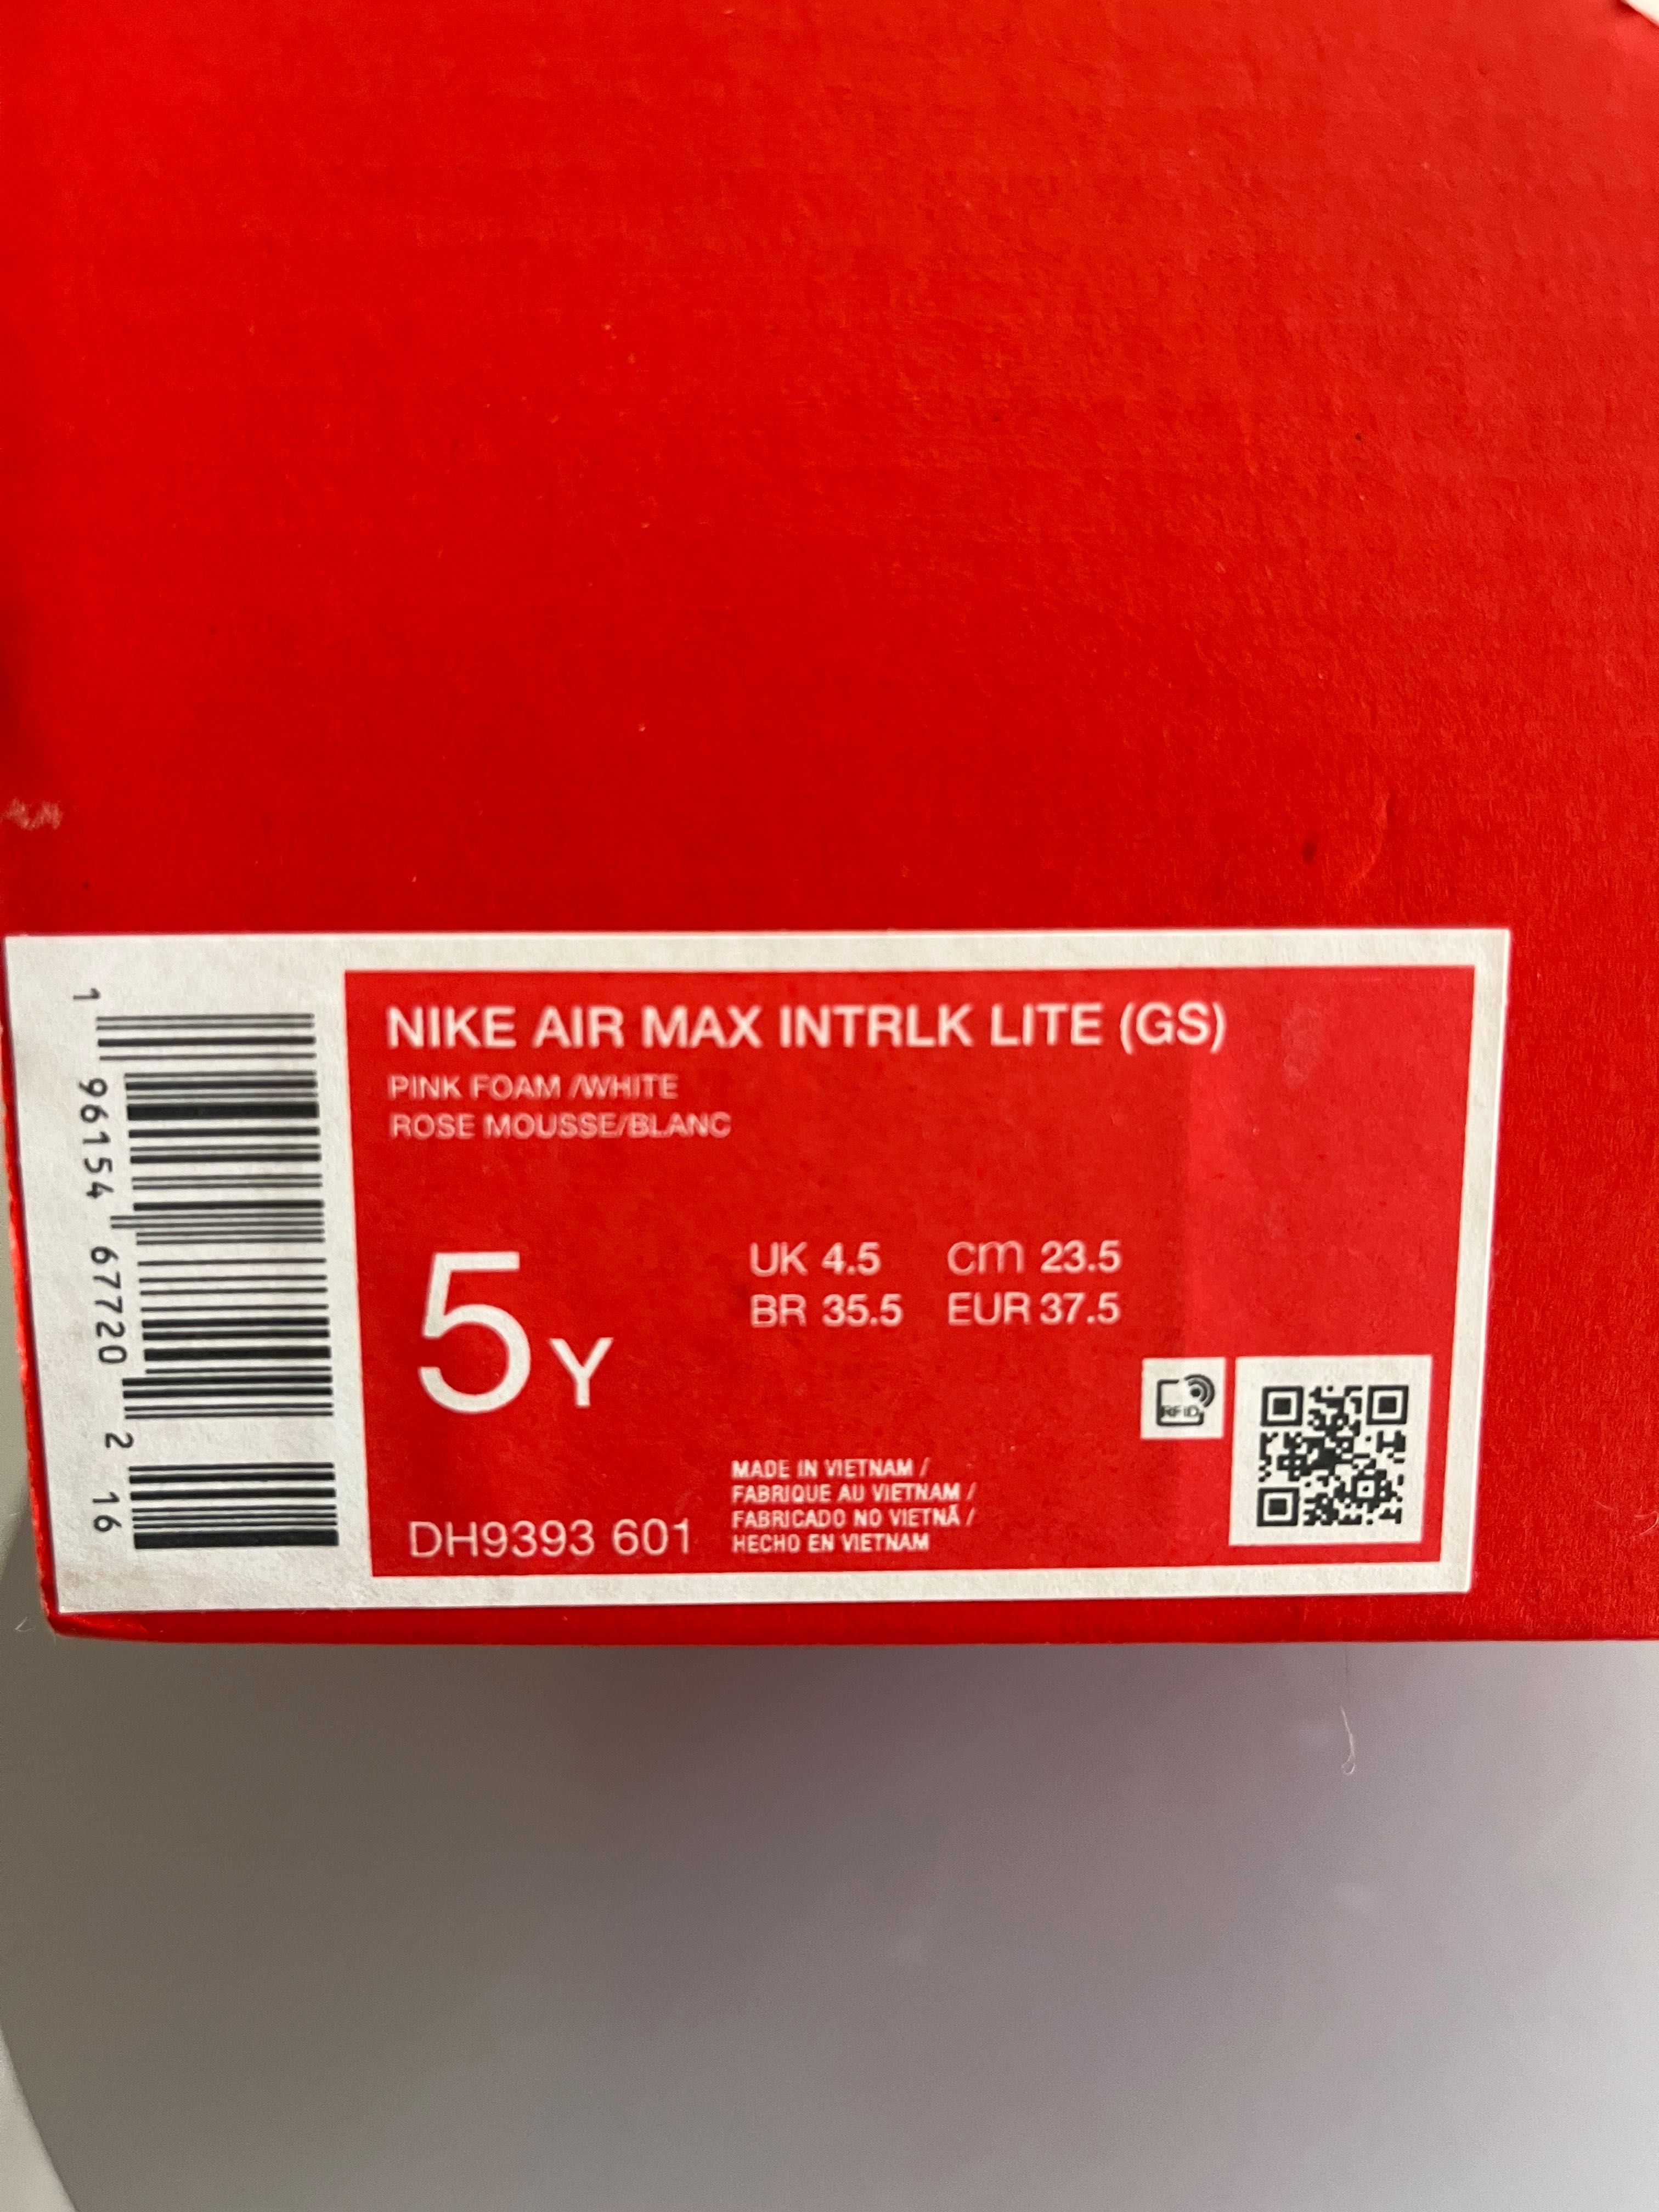 NIKE AIR MAX INTRLK LITE (GS)
PINK FOAM /WHITE
ROSE MOUSSE/BLANC
5Y
UK 4.5 cm 23.5
BR 35.5 EUR 37.5
RFID
DH9393 601
MADE IN VIETNAM /
FABRIQUE AU VIETNAM /
FABRICADO NO VIETNÃ /
HECHO EN VIETNAM
1 96154 67720 2 16